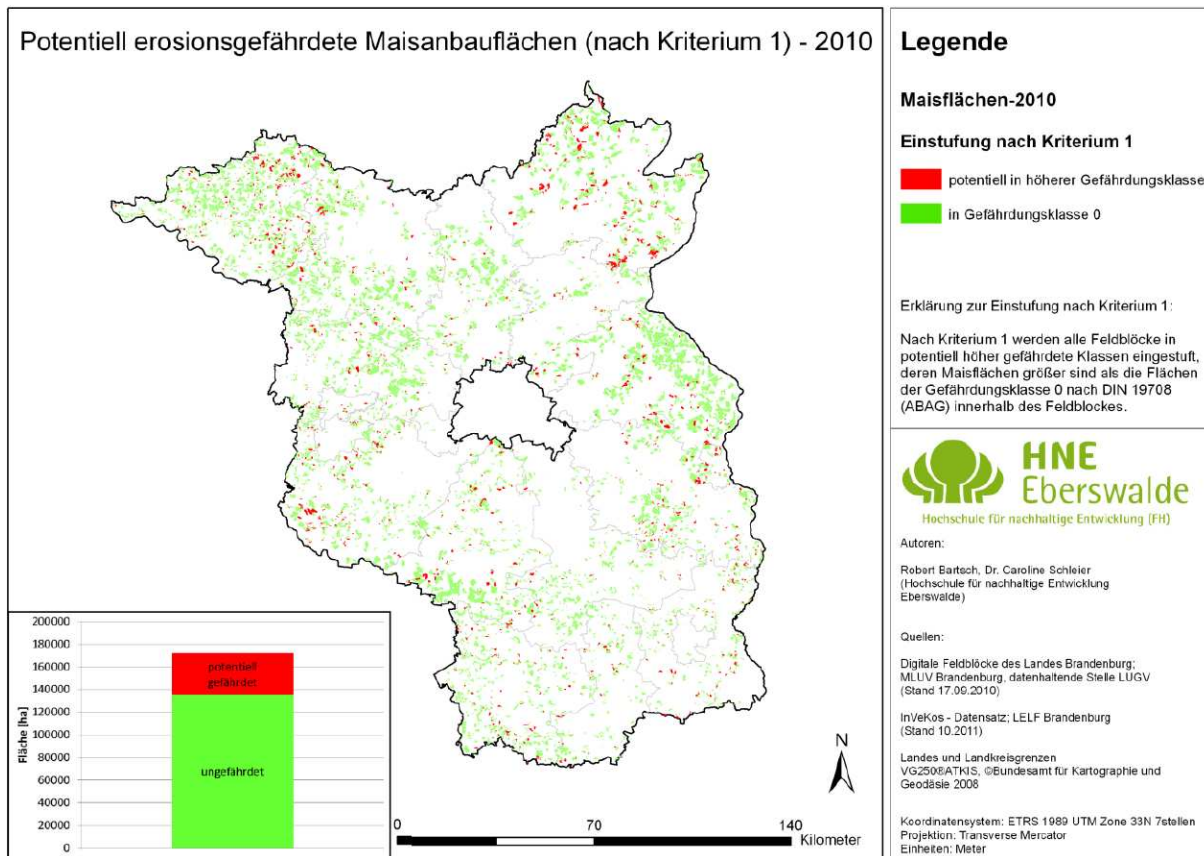 Potentiell erosionsgefährdete Maisanbauflächen (nach Kriterium 1) - 2010
200000
180000
160000
140000
120000
100000
80000
60000
40000
20000
0
Fläche [ha]
potentiell
gefährdet
ungefährdet
N
0
70
140
Kilometer
Legende
Maisflächen-2010
Einstufung nach Kriterium 1
potentiell in höherer Gefährdungsklasse
in Gefährdungsklasse 0
Erklärung zur Einstufung nach Kriterium 1:
Nach Kriterium 1 werden alle Feldblöcke in
potentiell höher gefährdete Klassen eingestuft,
deren Maisflächen größer sind als die Flächen
der Gefährdungsklasse 0 nach DIN 19708
(ABAG) innerhalb des Feldblockes.
HNE
Eberswalde
Hochschule für nachhaltige Entwicklung (FH)
Autoren:
Robert Bartsch, Dr. Caroline Schleier
(Hochschule für nachhaltige Entwicklung
Eberswalde)
Quellen:
Digitale Feldblöcke des Landes Brandenburg;
MLUV Brandenburg, datenhaltende Stelle LUGV
(Stand 17.09.2010)
InVeKos - Datensatz; LELF Brandenburg
(Stand 10.2011)
Landes und Landkreisgrenzen
VG250®ATKIS, ©Bundesamt für Kartographie und
Geodäsie 2008
Koordinatensystem: ETRS 1989 UTM Zone 33N 7stellen
Projektion: Transverse Mercator
Einheiten: Meter